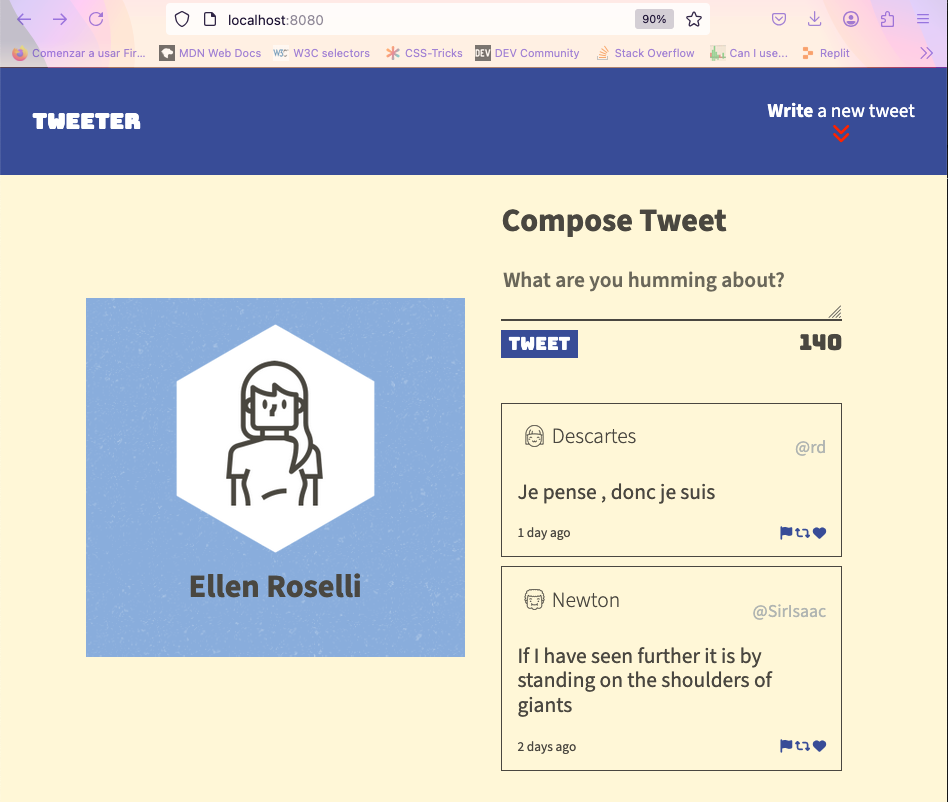 localhost:8080
90%
Comenzar a usar Fir...
MDN Web Docs
W3C
W3C selectors
CSS-Tricks
DEV
DEV Community
Stack Overflow
Can I use...
Replit
TWEETER
Write a new tweet
Compose Tweet
What are you humming about?
TWEET
140
Descartes
@rd
Je pense , donc je suis
1 day ago
Newton
@SirIsaac
If I have seen further it is by
standing on the shoulders of
giants
2 days ago
Ellen Roselli